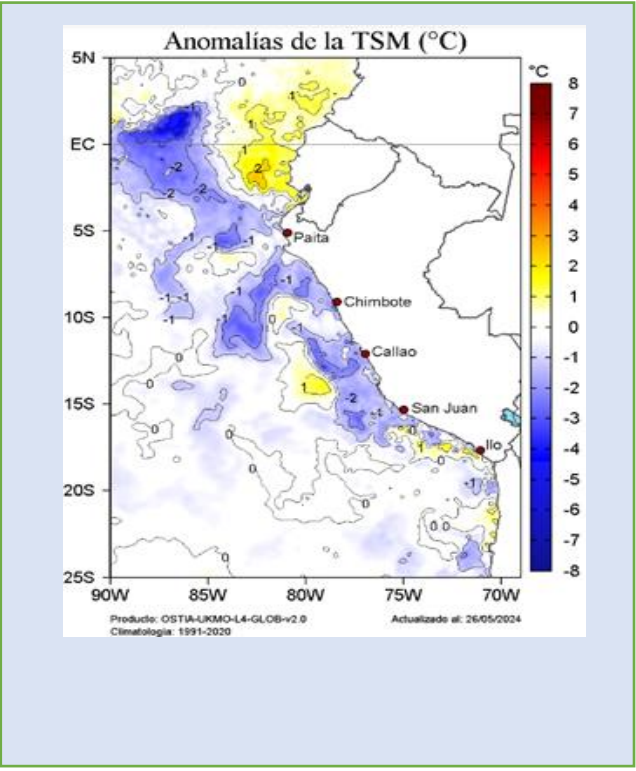 Anomalías de la TSM (°C)
5N
EC
5S
10S
15S
20S
25S
90W 85W 80W 75W 70W
°C
8
7
6
5
4
3
2
1
0
-1
-2
-3
-4
-5
-6
-7
-8
Paita
Chimbote
Callao
San Juan
Ilo
Producto: OSTIA-UKMO-L4-GLOB-v2.0 Actualizado al: 26/05/2024
Climatología: 1991-2020